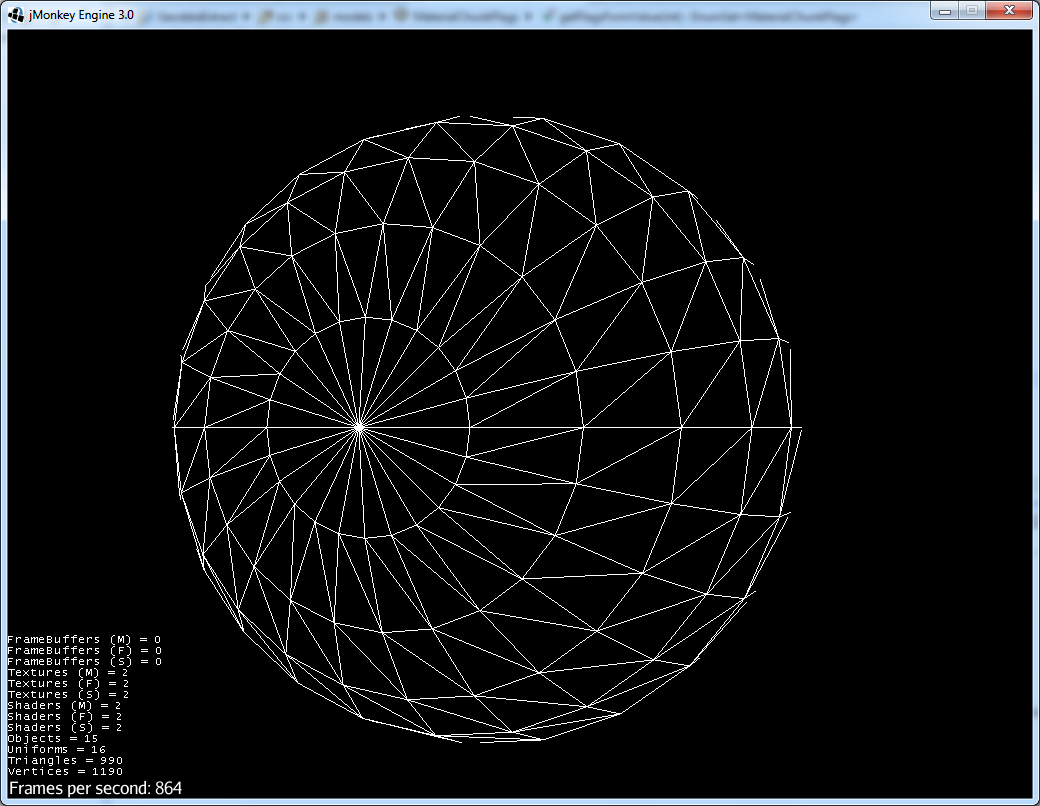 jMonkey Engine 3.0
FrameBuffers (M) = 0
FrameBuffers (F) = 0
FrameBuffers (S) = 0
Textures (M) = 2
Textures (F) = 2
Textures (S) = 2
Shaders (M) = 2
Shaders (F) = 2
Shaders (S) = 2
Objects = 15
Uniforms = 16
Triangles = 990
Vertices = 1190
Frames per second: 864